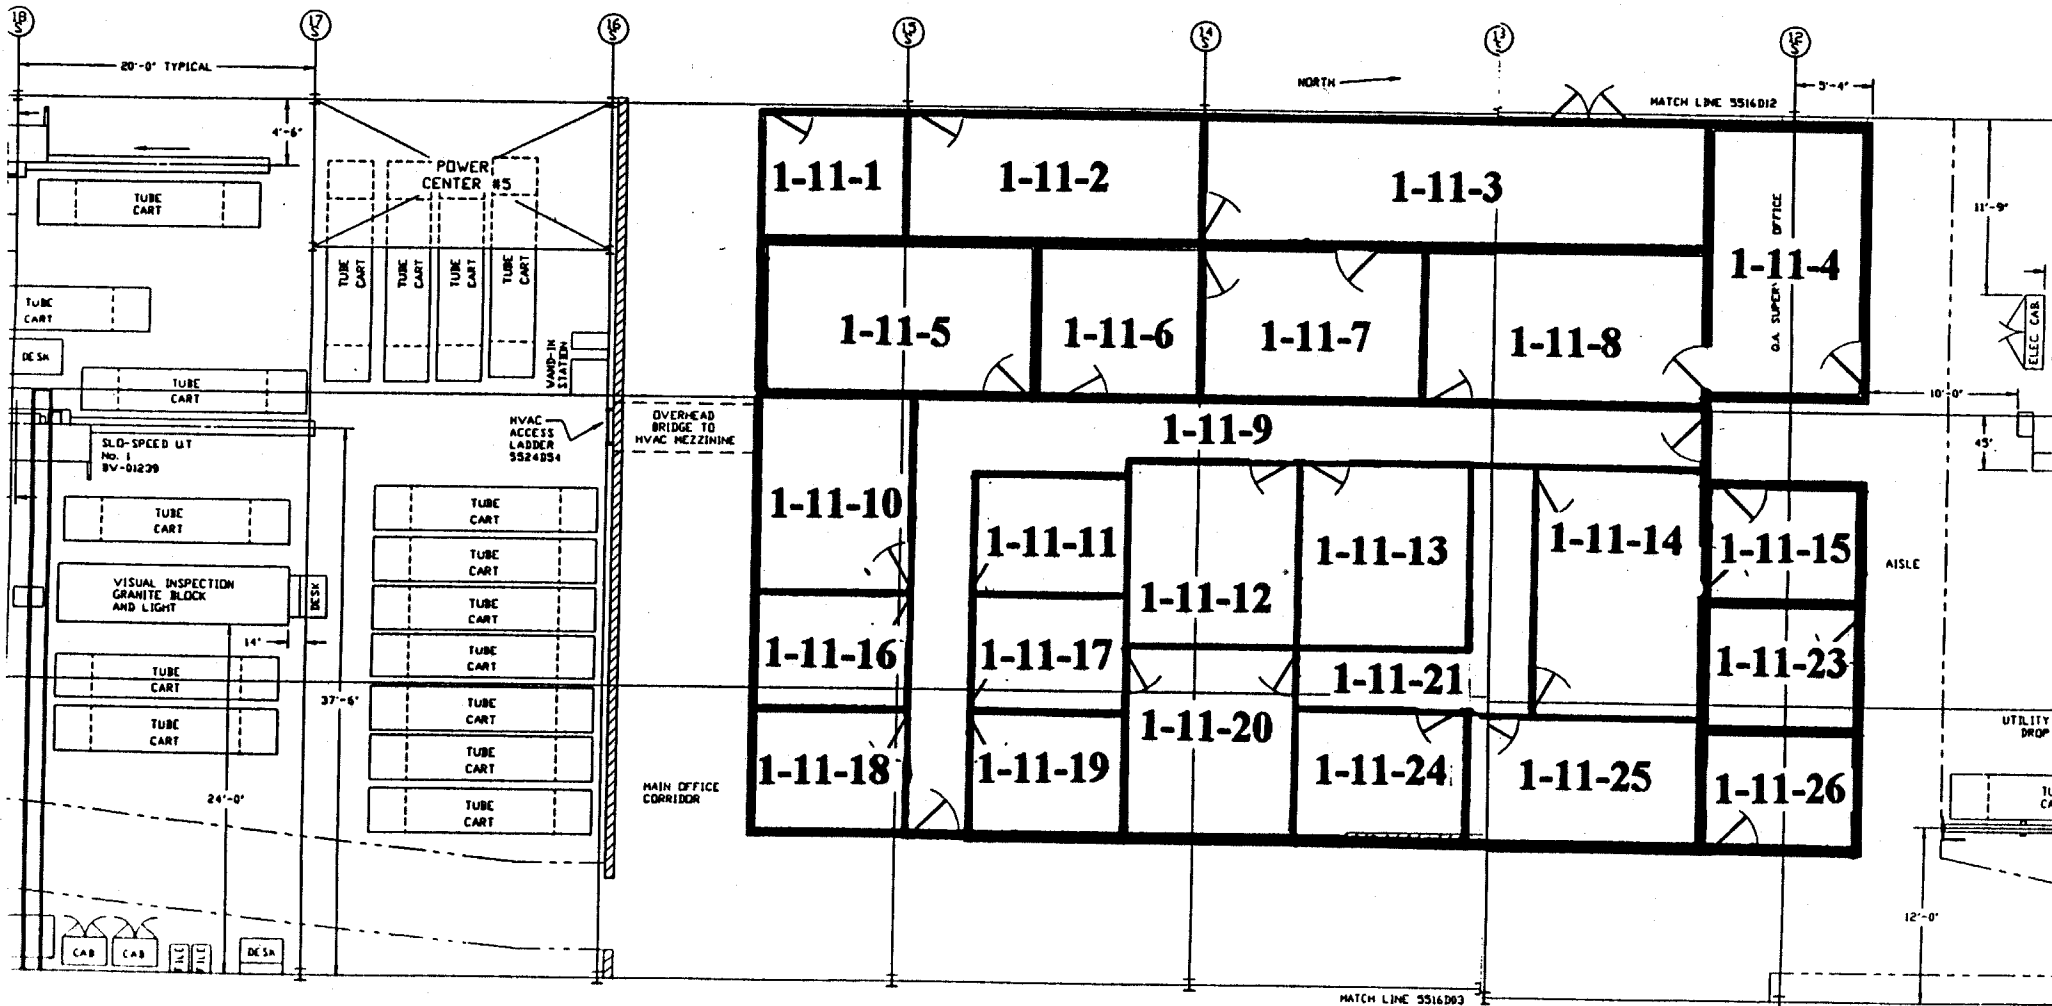 18
S
17
S
16
S
15
S
14
S
13
S
12
S
20'-0" TYPICAL
NORTH
MATCH LINE 5516D12
5'-4"
4'-6"
POWER
CENTER #5
TUBE
CART
TUBE
CART
TUBE
CART
TUBE
CART
TUBE
CART
TUBE
CART
DESK
TUBE
CART
WAND-IN
STATION
HVAC
ACCESS
LADDER
5524D54
OVERHEAD
BRIDGE TO
HVAC MEZZININE
SLO-SPEED UT
No. 1
BV-01239
TUBE
CART
VISUAL INSPECTION
GRANITE BLOCK
AND LIGHT
DESK
14"
TUBE
CART
TUBE
CART
37'-6"
24'-0"
TUBE
CART
TUBE
CART
TUBE
CART
TUBE
CART
TUBE
CART
TUBE
CART
TUBE
CART
MAIN OFFICE
CORRIDOR
CAB
CAB
FILE
FILE
DESK
1-11-1
1-11-2
1-11-3
Q.A. SUPERV OFFICE
1-11-4
1-11-5
1-11-6
1-11-7
1-11-8
1-11-9
1-11-10
1-11-11
1-11-12
1-11-13
1-11-14
1-11-15
1-11-16
1-11-17
1-11-18
1-11-19
1-11-20
1-11-21
1-11-23
1-11-24
1-11-25
1-11-26
11'-9"
ELEC CAB
10'-0"
45"
AISLE
UTILITY
DROP
TU
CA
12'-0"
MATCH LINE 5516D03